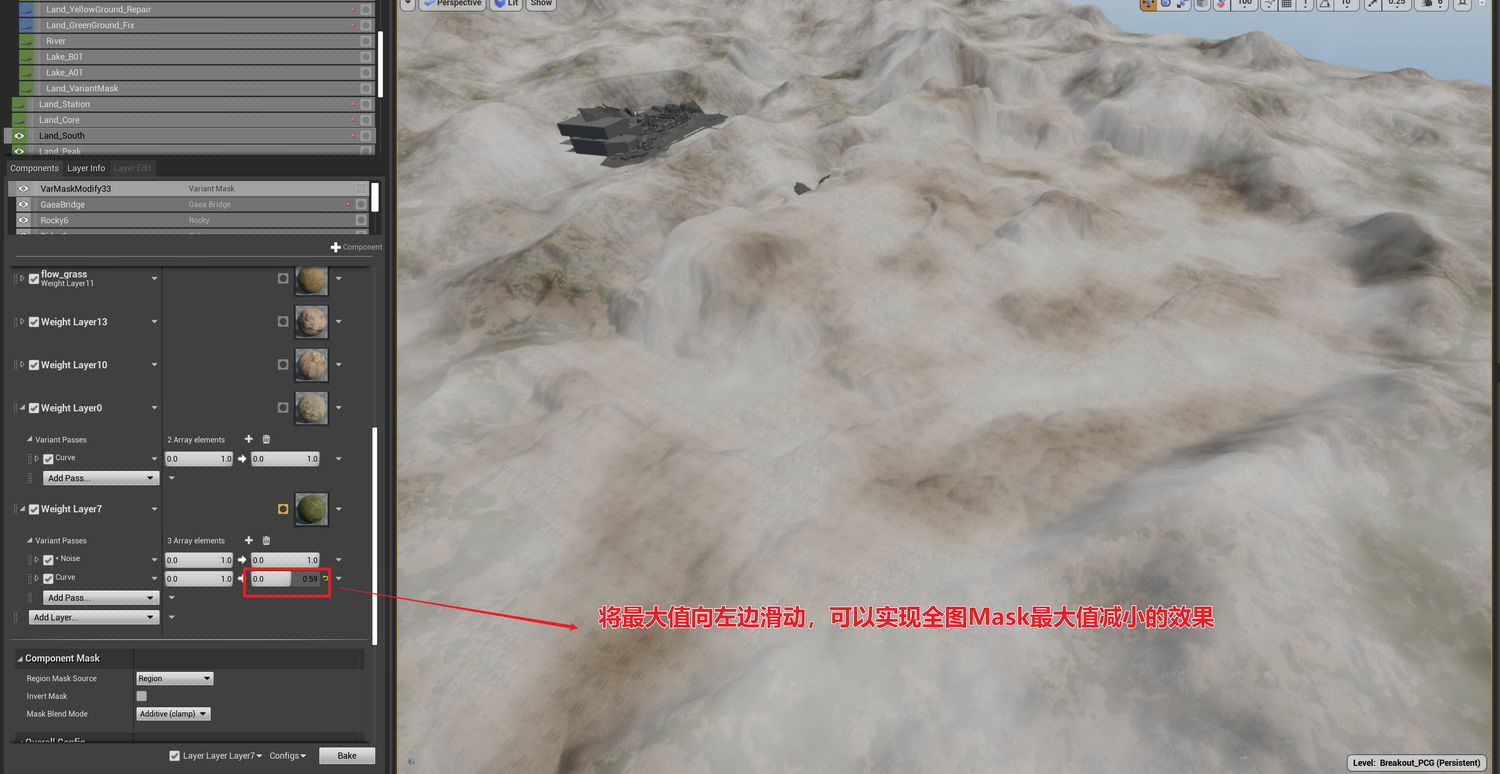 Land_YellowGround_Repair
Land_GreenGround_Fix
River
Lake_B01
Lake_A01
Land_VariantMask
Land_Station
Land_Core
Land_South
Land_Peak
Components Layer Info Layer Edit
VarMaskModify33 Variant Mask
GaeaBridge Gaea Bridge
Rocky6 Rocky
Component
flow_grass
Weight Layer11
Weight Layer13
Weight Layer10
Weight Layer0
Variant Passes 2 Array elements
Curve 0.0 1.0 0.0 1.0
Add Pass...
Weight Layer7
Variant Passes 3 Array elements
* Noise 0.0 1.0 0.0 1.0
Curve 0.0 1.0 0.0 0.59
Add Pass...
Add Layer...
Component Mask
Region Mask Source Region
Invert Mask
Mask Blend Mode Additive (clamp)
Overall Config
Layer Layer Layer7 Configs Bake
Perspective Lit Show
100 10 0.25 6
将最大值向左边滑动，可以实现全图Mask最大值减小的效果
Level: Breakout_PCG (Persistent)